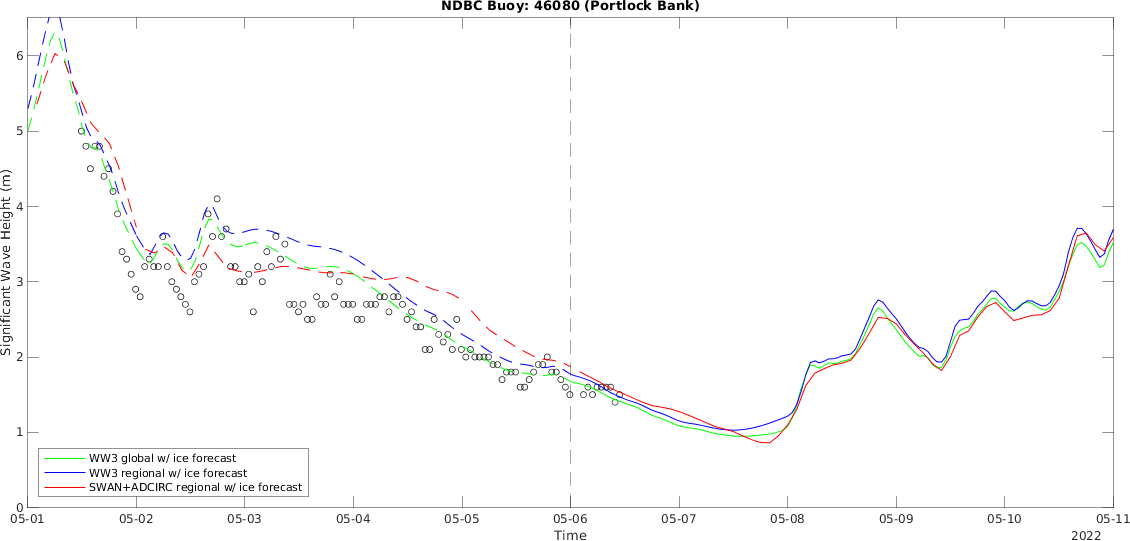 NDBC Buoy: 46080 (Portlock Bank)
Significant Wave Height (m)
6
5
4
3
2
1
0
WW3 global w/ ice forecast
WW3 regional w/ ice forecast
SWAN+ADCIRC regional w/ ice forecast
05-01 05-02 05-03 05-04 05-05 05-06 05-07 05-08 05-09 05-10 05-11
Time
2022